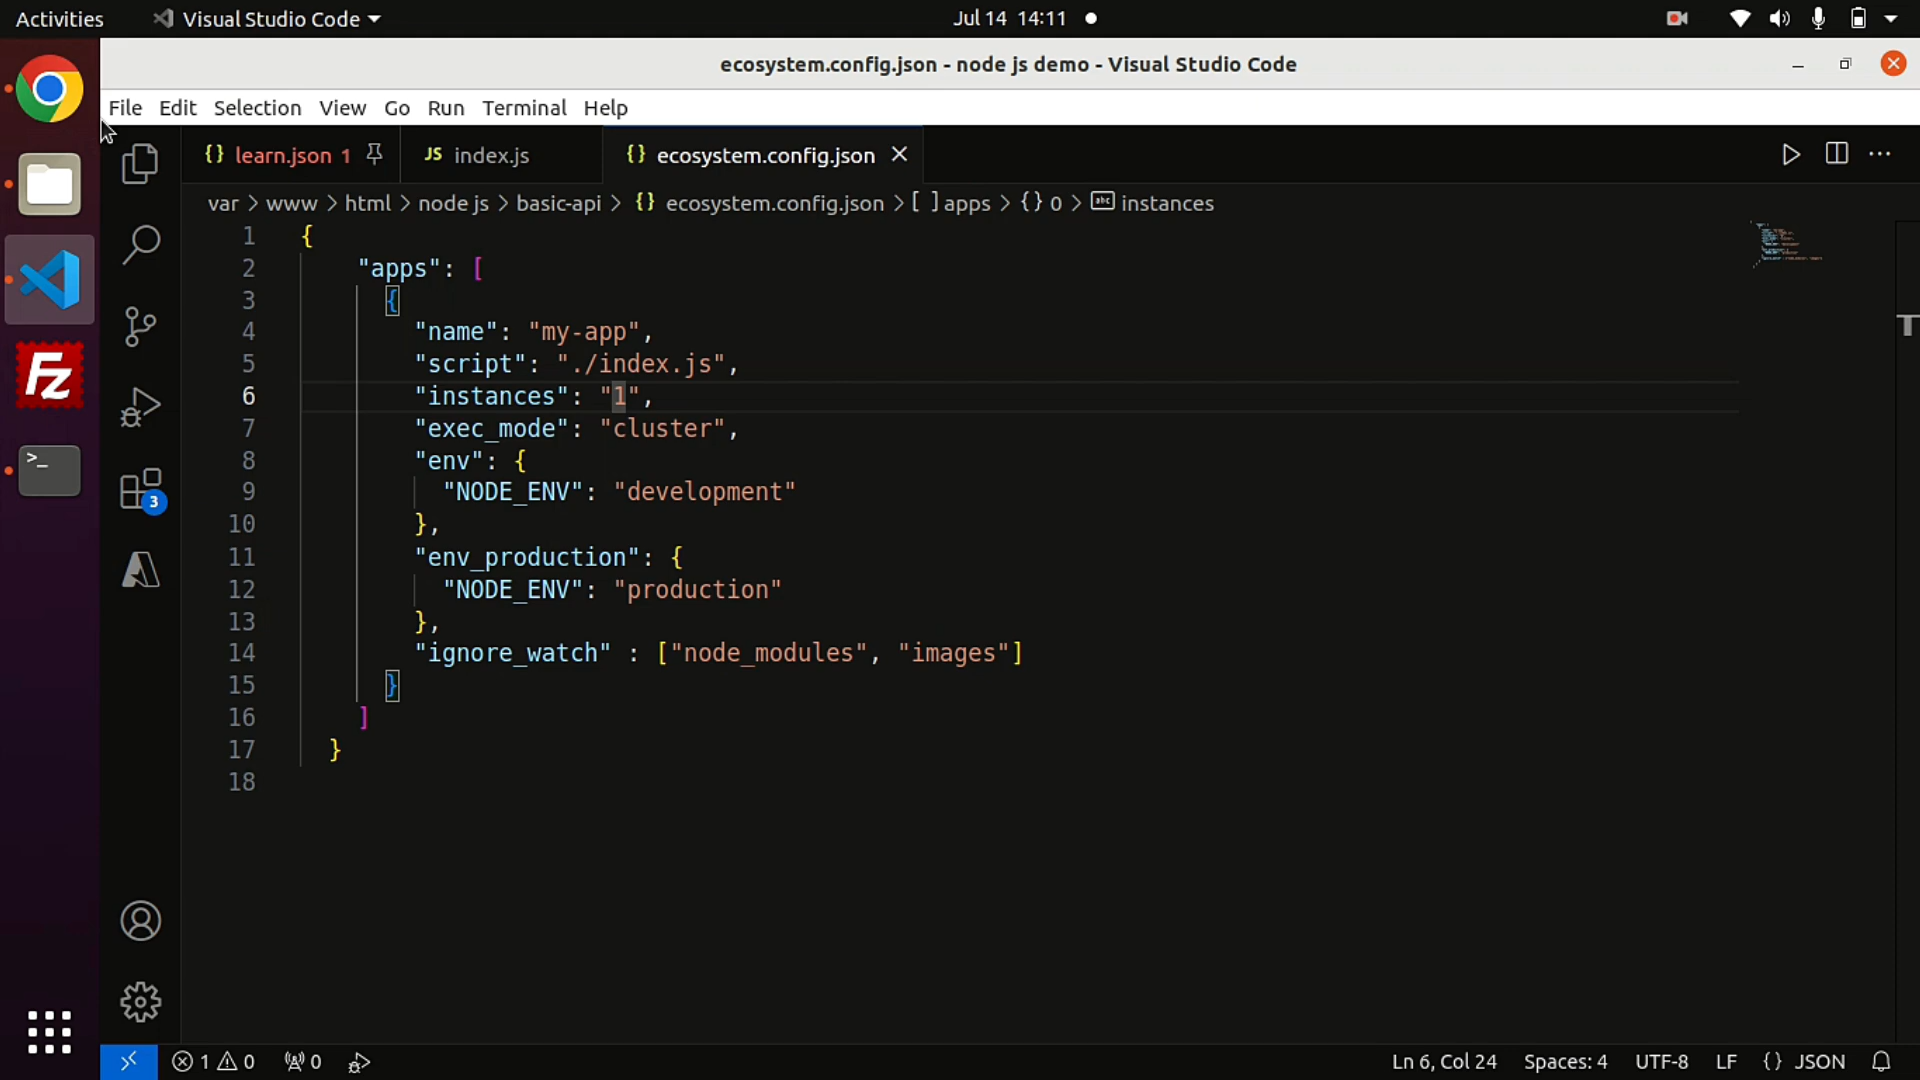 Activities Visual Studio Code Jul 14 14:11
ecosystem.config.json - node js demo - Visual Studio Code
File Edit Selection View Go Run Terminal Help
{} learn.json 1 JS index.js {} ecosystem.config.json
var > www > html > node js > basic-api > {} ecosystem.config.json > [ ] apps > {} 0 > abc instances
1 {
2 "apps": [
3 {
4 "name": "my-app",
5 "script": "./index.js",
6 "instances": "1",
7 "exec_mode": "cluster",
8 "env": {
9 "NODE_ENV": "development"
10 },
11 "env_production": {
12 "NODE_ENV": "production"
13 },
14 "ignore_watch" : ["node_modules", "images"]
15 }
16 ]
17 }
18
Fz
>_
3
1 0 0 Ln 6, Col 24 Spaces: 4 UTF-8 LF {} JSON